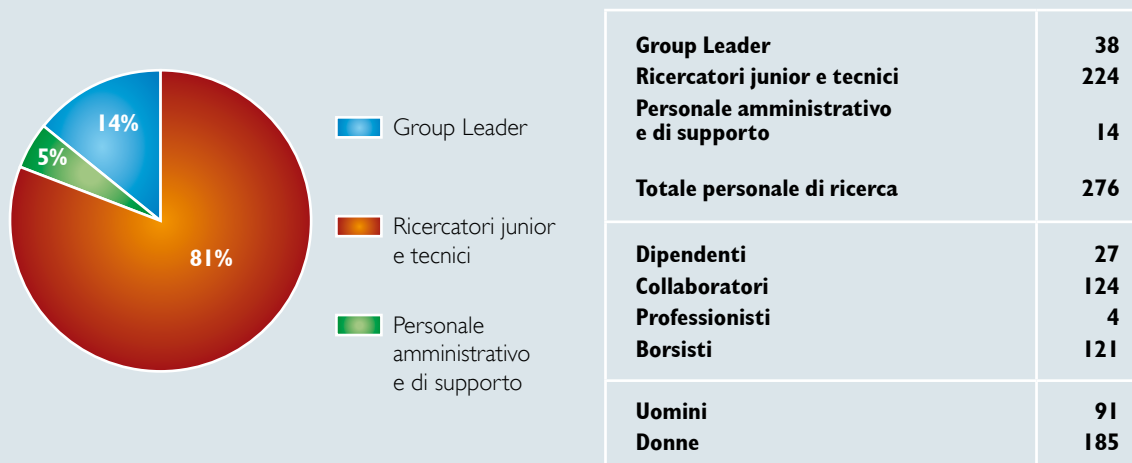 14%
5%
81%
Group Leader
Ricercatori junior
e tecnici
Personale
amministrativo
e di supporto
Group Leader 38
Ricercatori junior e tecnici 224
Personale amministrativo
e di supporto 14
Totale personale di ricerca 276
Dipendenti 27
Collaboratori 124
Professionisti 4
Borsisti 121
Uomini 91
Donne 185